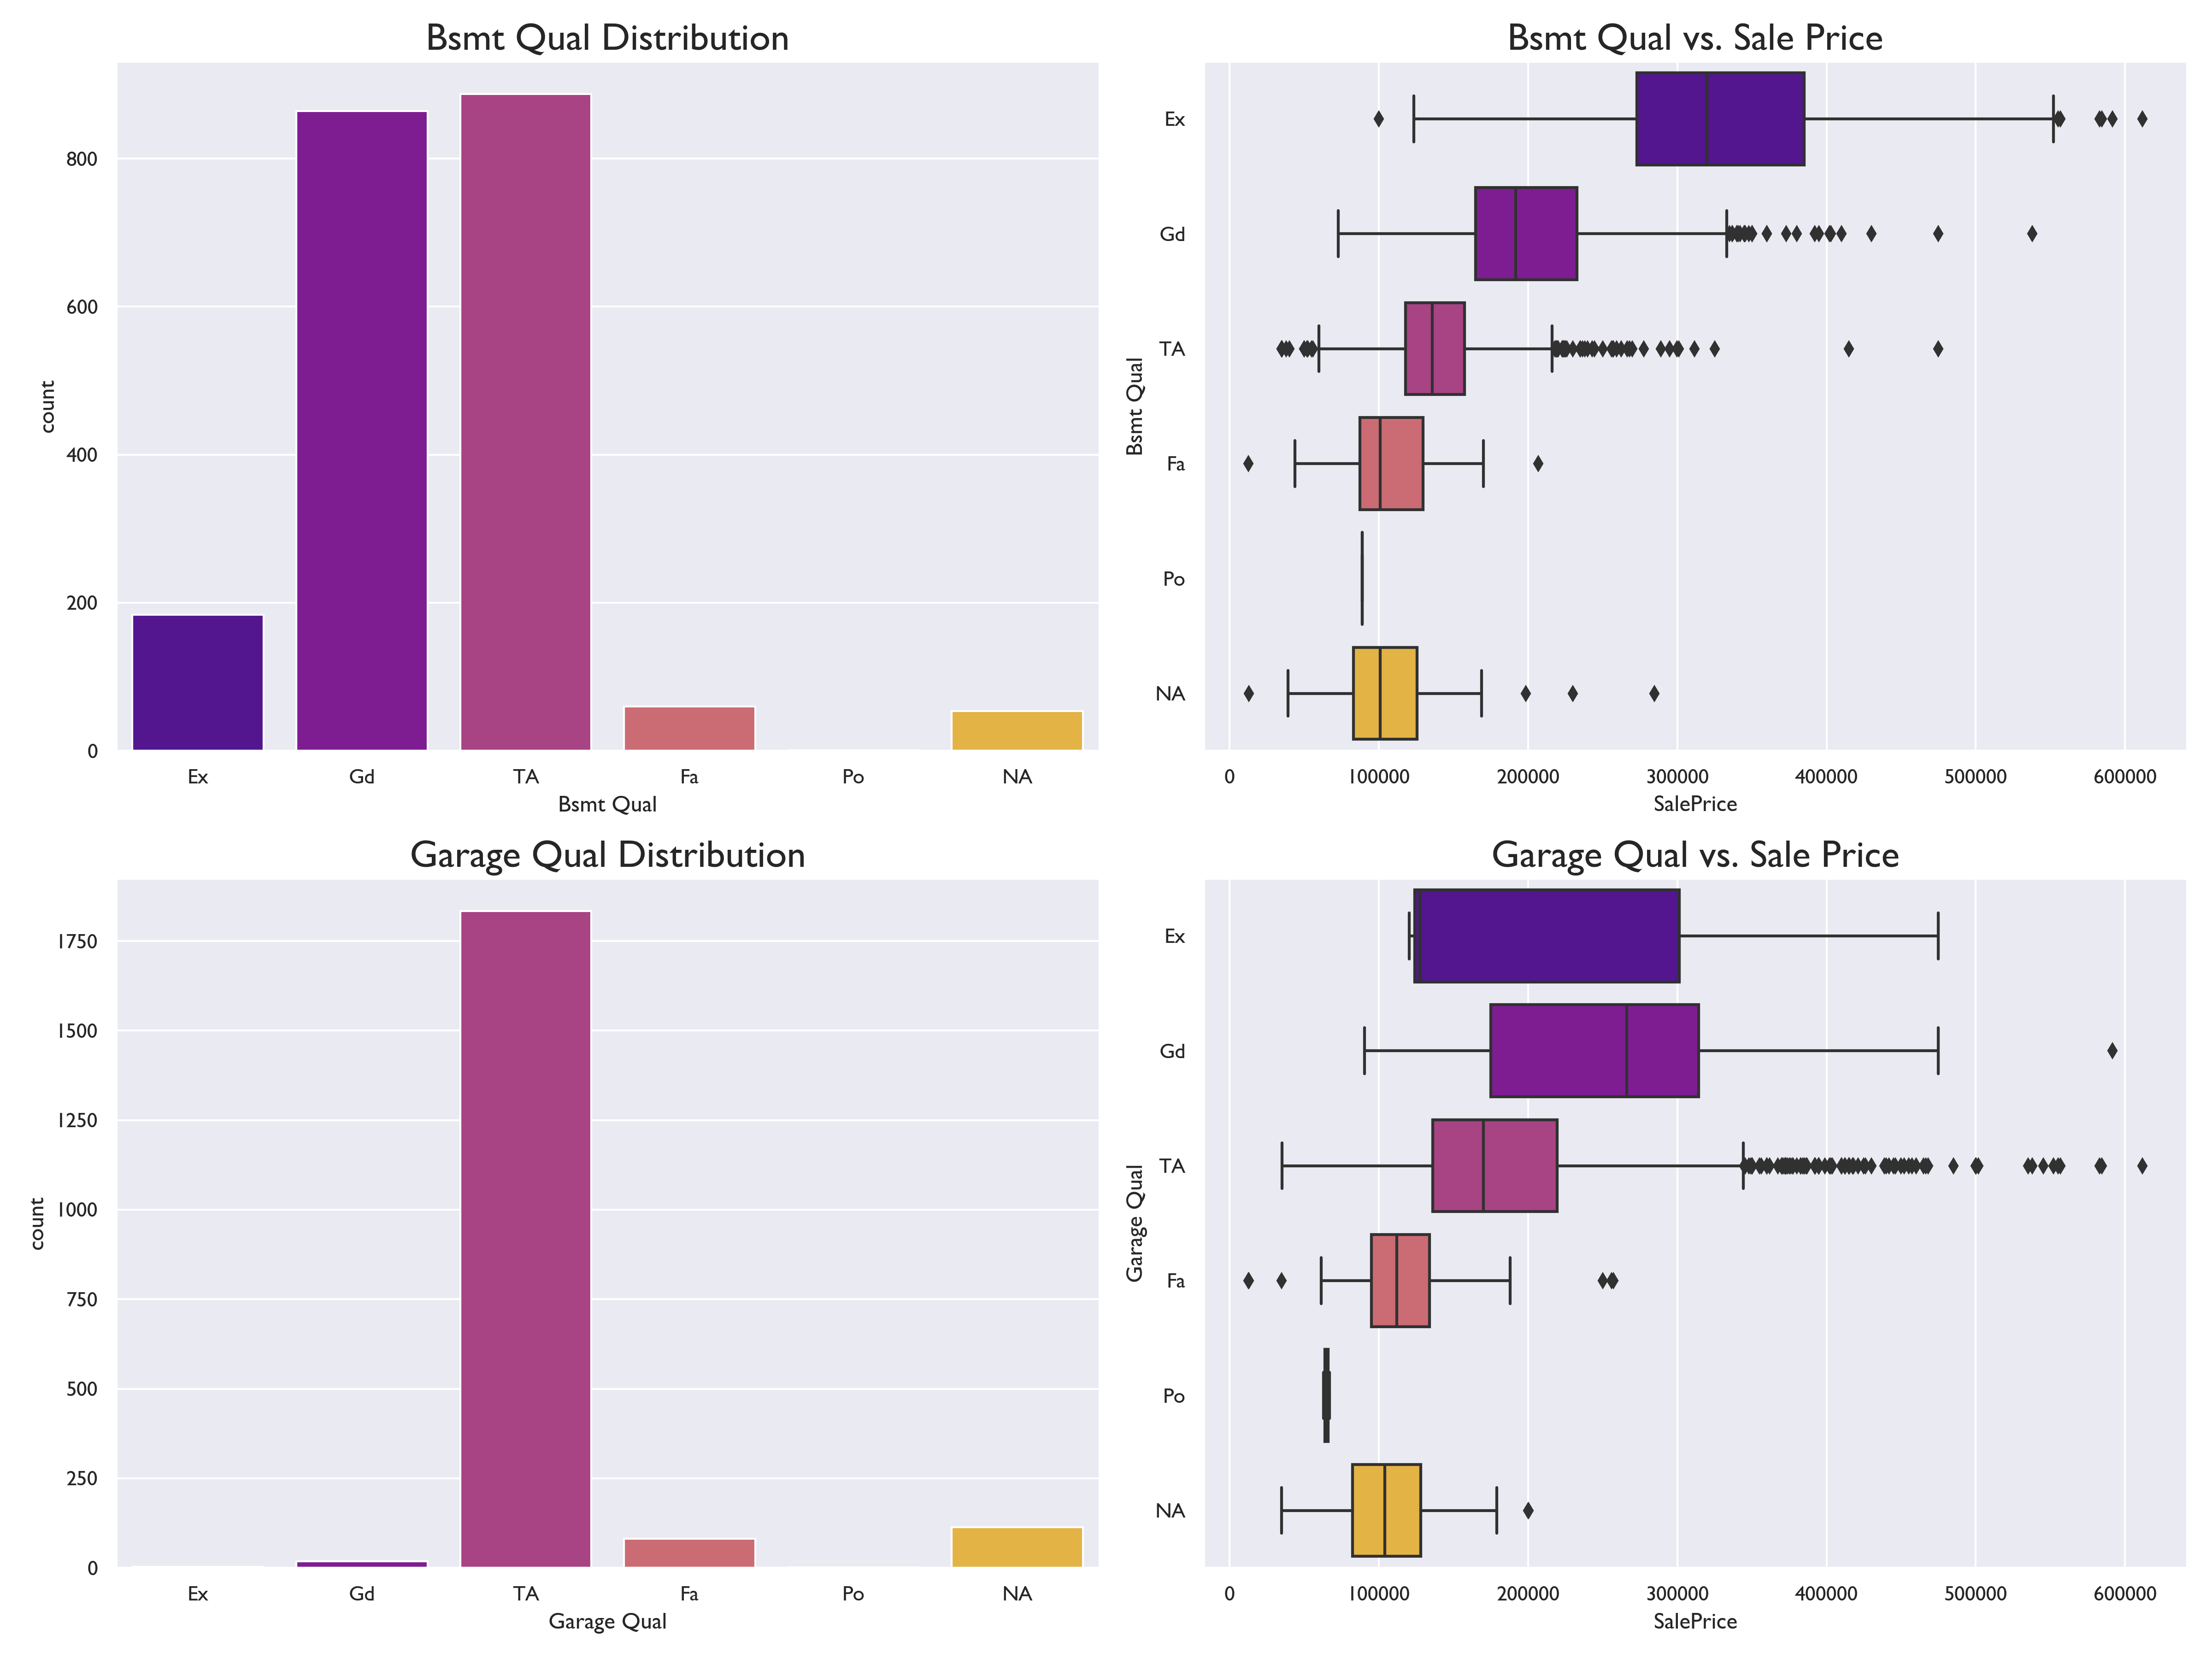 Bsmt Qual Distribution
800
600
400
200
0
count
Ex Gd TA Fa Po NA
Bsmt Qual
Bsmt Qual vs. Sale Price
Ex
Gd
TA
Fa
Po
NA
Bsmt Qual
0 100000 200000 300000 400000 500000 600000
SalePrice
Garage Qual Distribution
1750
1500
1250
1000
750
500
250
0
count
Ex Gd TA Fa Po NA
Garage Qual
Garage Qual vs. Sale Price
Ex
Gd
TA
Fa
Po
NA
Garage Qual
0 100000 200000 300000 400000 500000 600000
SalePrice